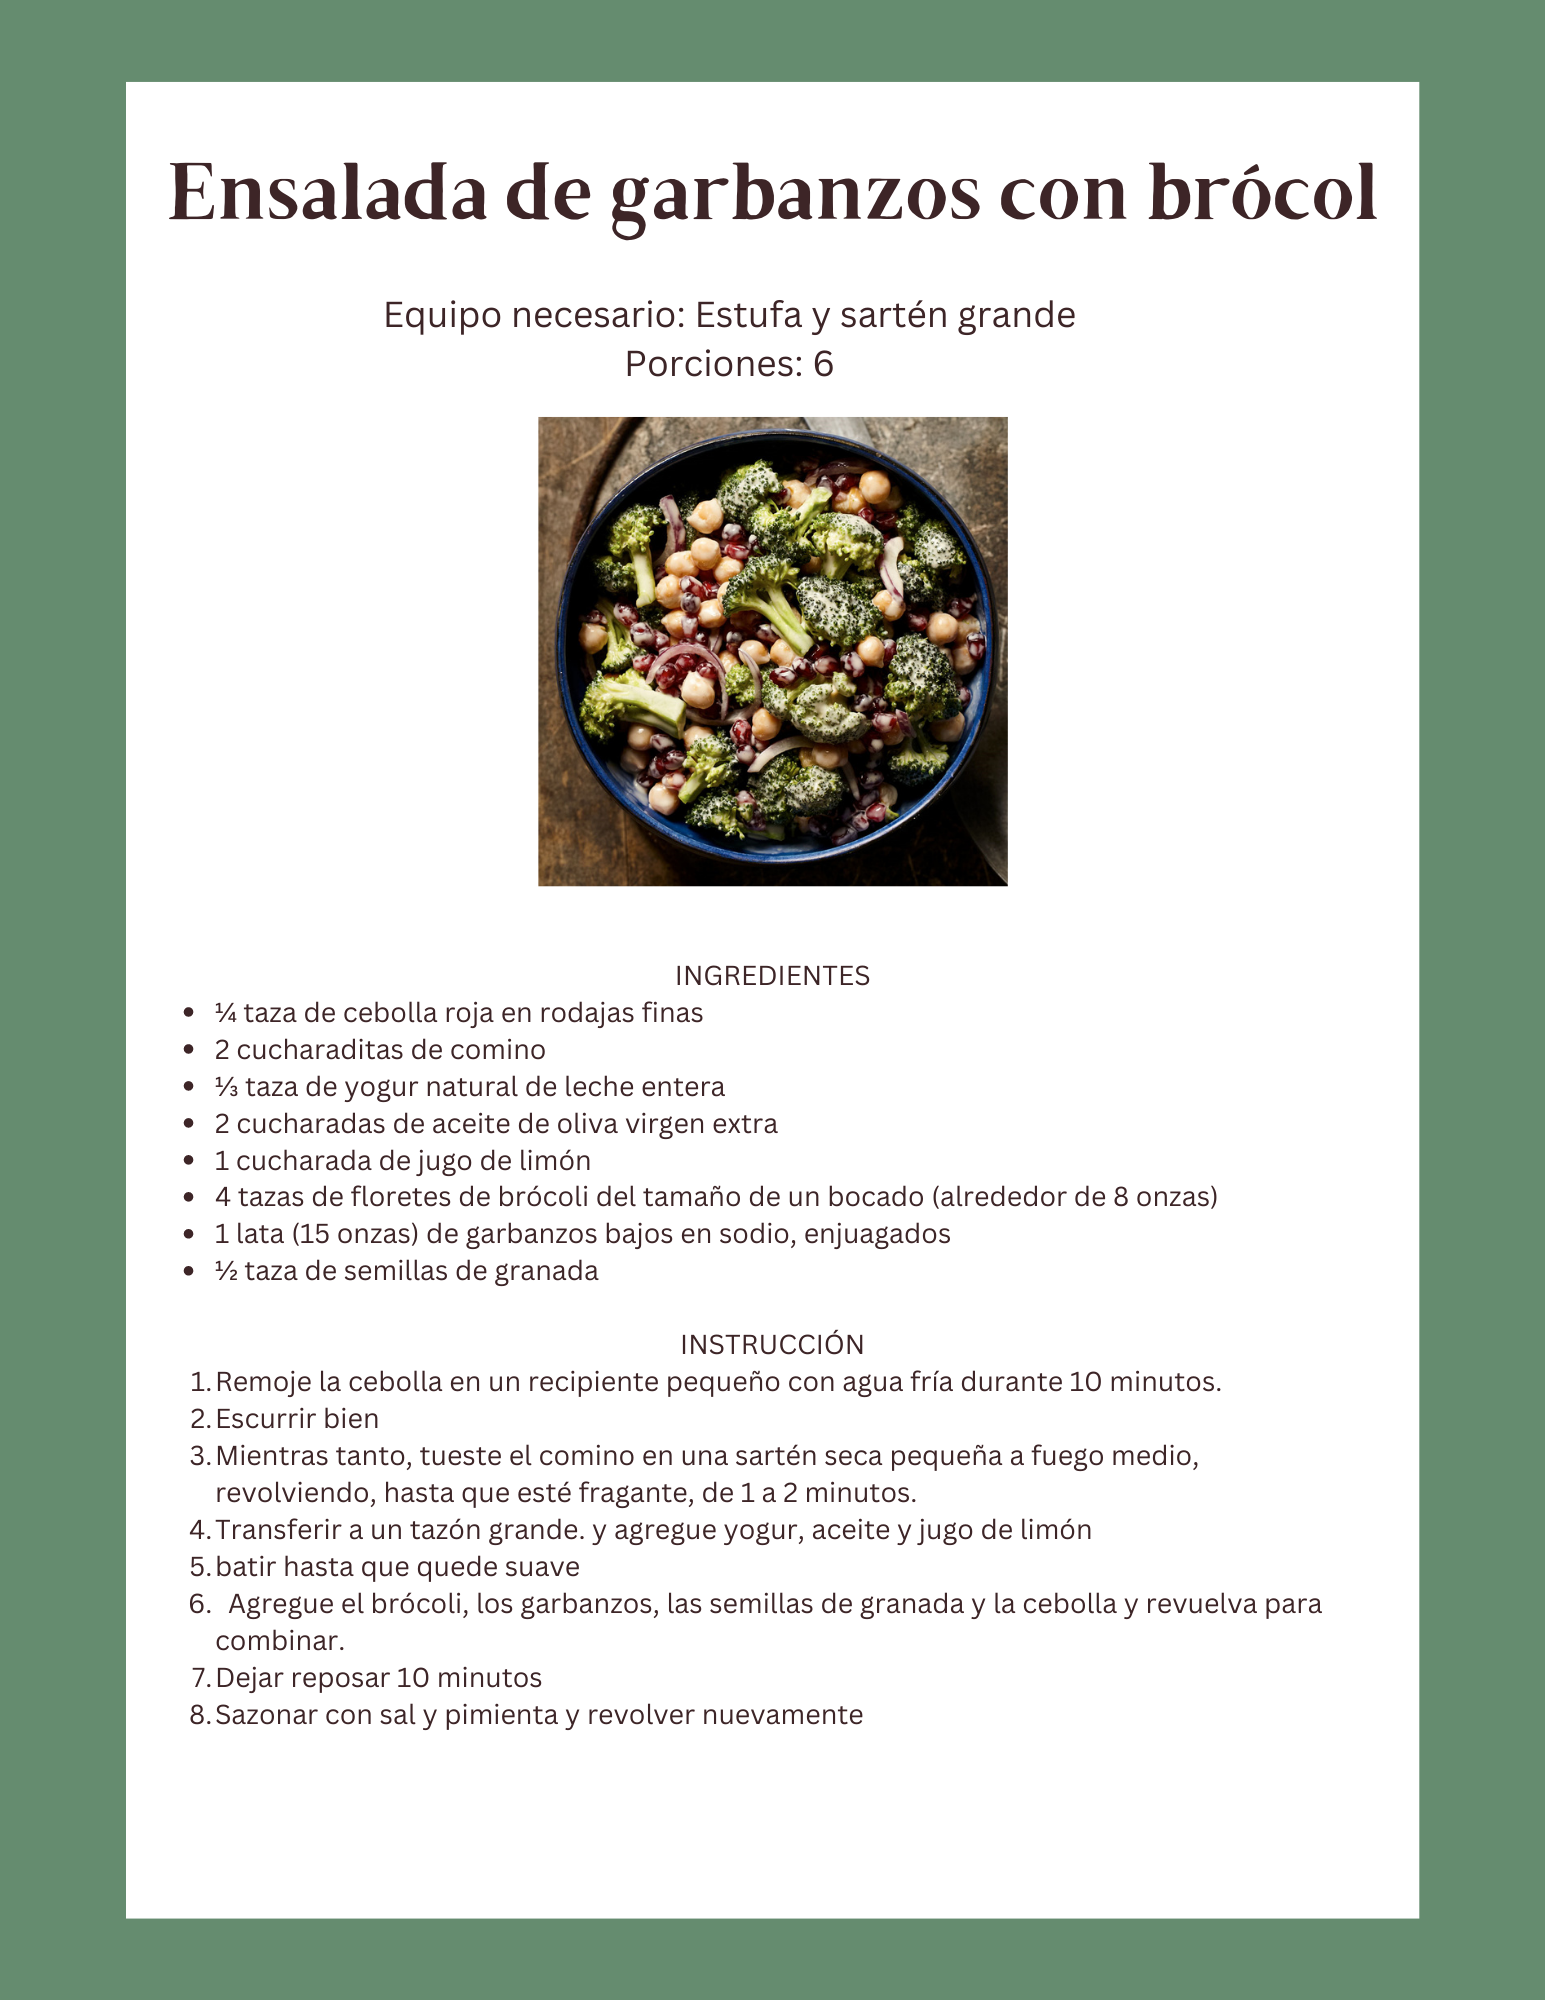 Ensalada de garbanzos con brócol
Equipo necesario: Estufa y sartén grande
Porciones: 6
INGREDIENTES
• ¼ taza de cebolla roja en rodajas finas
• 2 cucharaditas de comino
• ⅓ taza de yogur natural de leche entera
• 2 cucharadas de aceite de oliva virgen extra
• 1 cucharada de jugo de limón
• 4 tazas de floretes de brócoli del tamaño de un bocado (alrededor de 8 onzas)
• 1 lata (15 onzas) de garbanzos bajos en sodio, enjuagados
• ½ taza de semillas de granada
INSTRUCCIÓN
1. Remoje la cebolla en un recipiente pequeño con agua fría durante 10 minutos.
2. Escurrir bien
3. Mientras tanto, tueste el comino en una sartén seca pequeña a fuego medio,
revolviendo, hasta que esté fragante, de 1 a 2 minutos.
4. Transferir a un tazón grande. y agregue yogur, aceite y jugo de limón
5. batir hasta que quede suave
6. Agregue el brócoli, los garbanzos, las semillas de granada y la cebolla y revuelva para
combinar.
7. Dejar reposar 10 minutos
8. Sazonar con sal y pimienta y revolver nuevamente